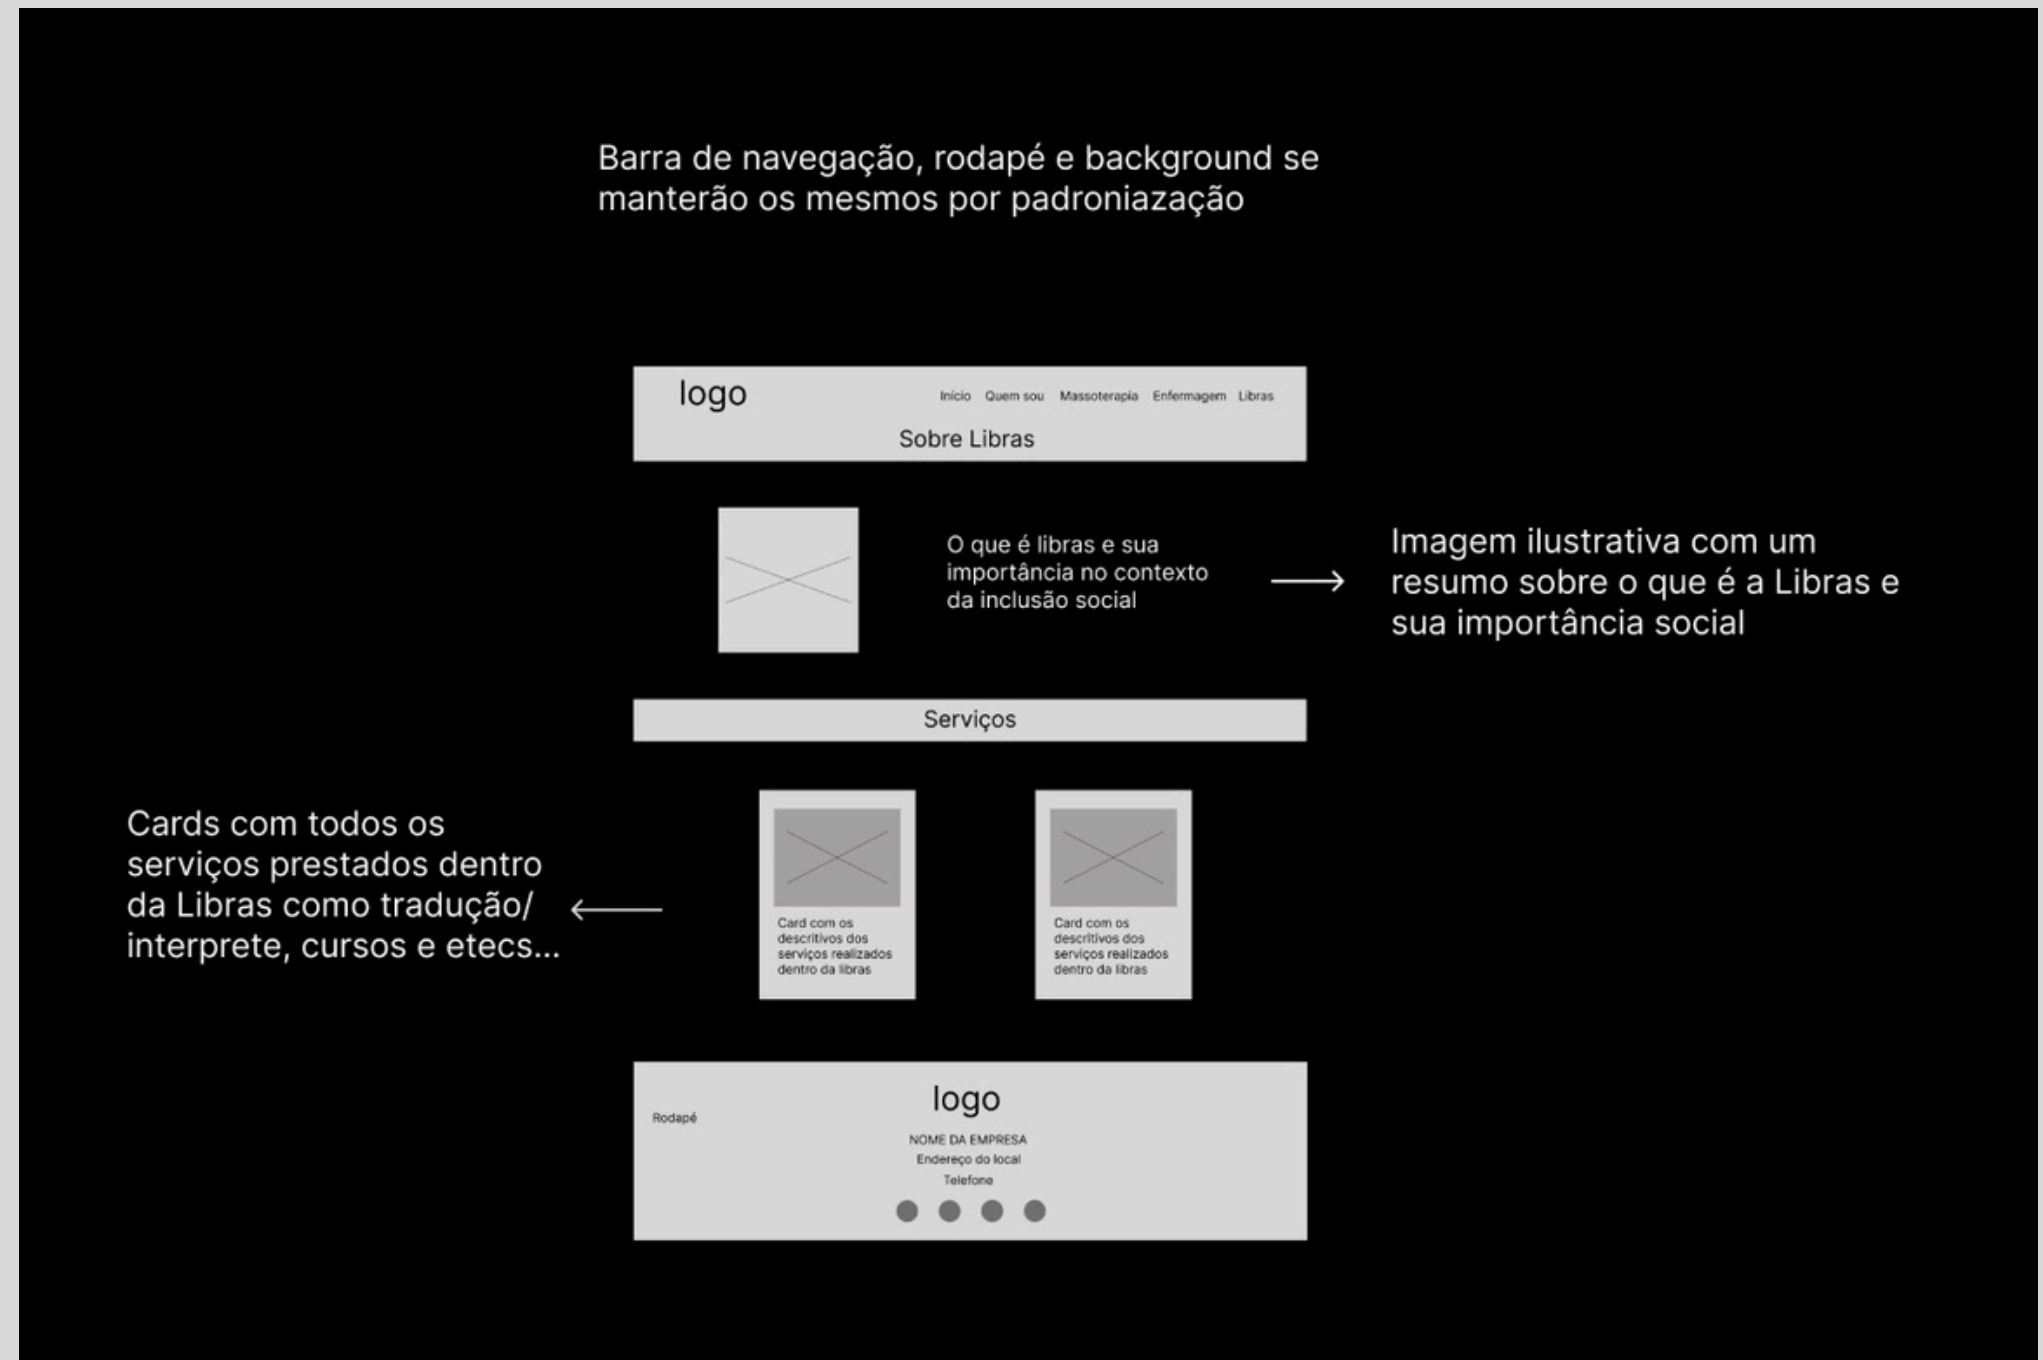 Barra de navegação, rodapé e background se
manterão os mesmos por padroniazação
logo
Início Quem sou Massoterapia Enfermagem Libras
Sobre Libras
O que é libras e sua
importância no contexto
da inclusão social
Imagem ilustrativa com um
resumo sobre o que é a Libras e
sua importância social
Serviços
Cards com todos os
serviços prestados dentro
da Libras como tradução/
interprete, cursos e etecs...
Card com os
descritivos dos
serviços realizados
dentro da libras
Card com os
descritivos dos
serviços realizados
dentro da libras
logo
Rodapé
NOME DA EMPRESA
Endereço do local
Telefone